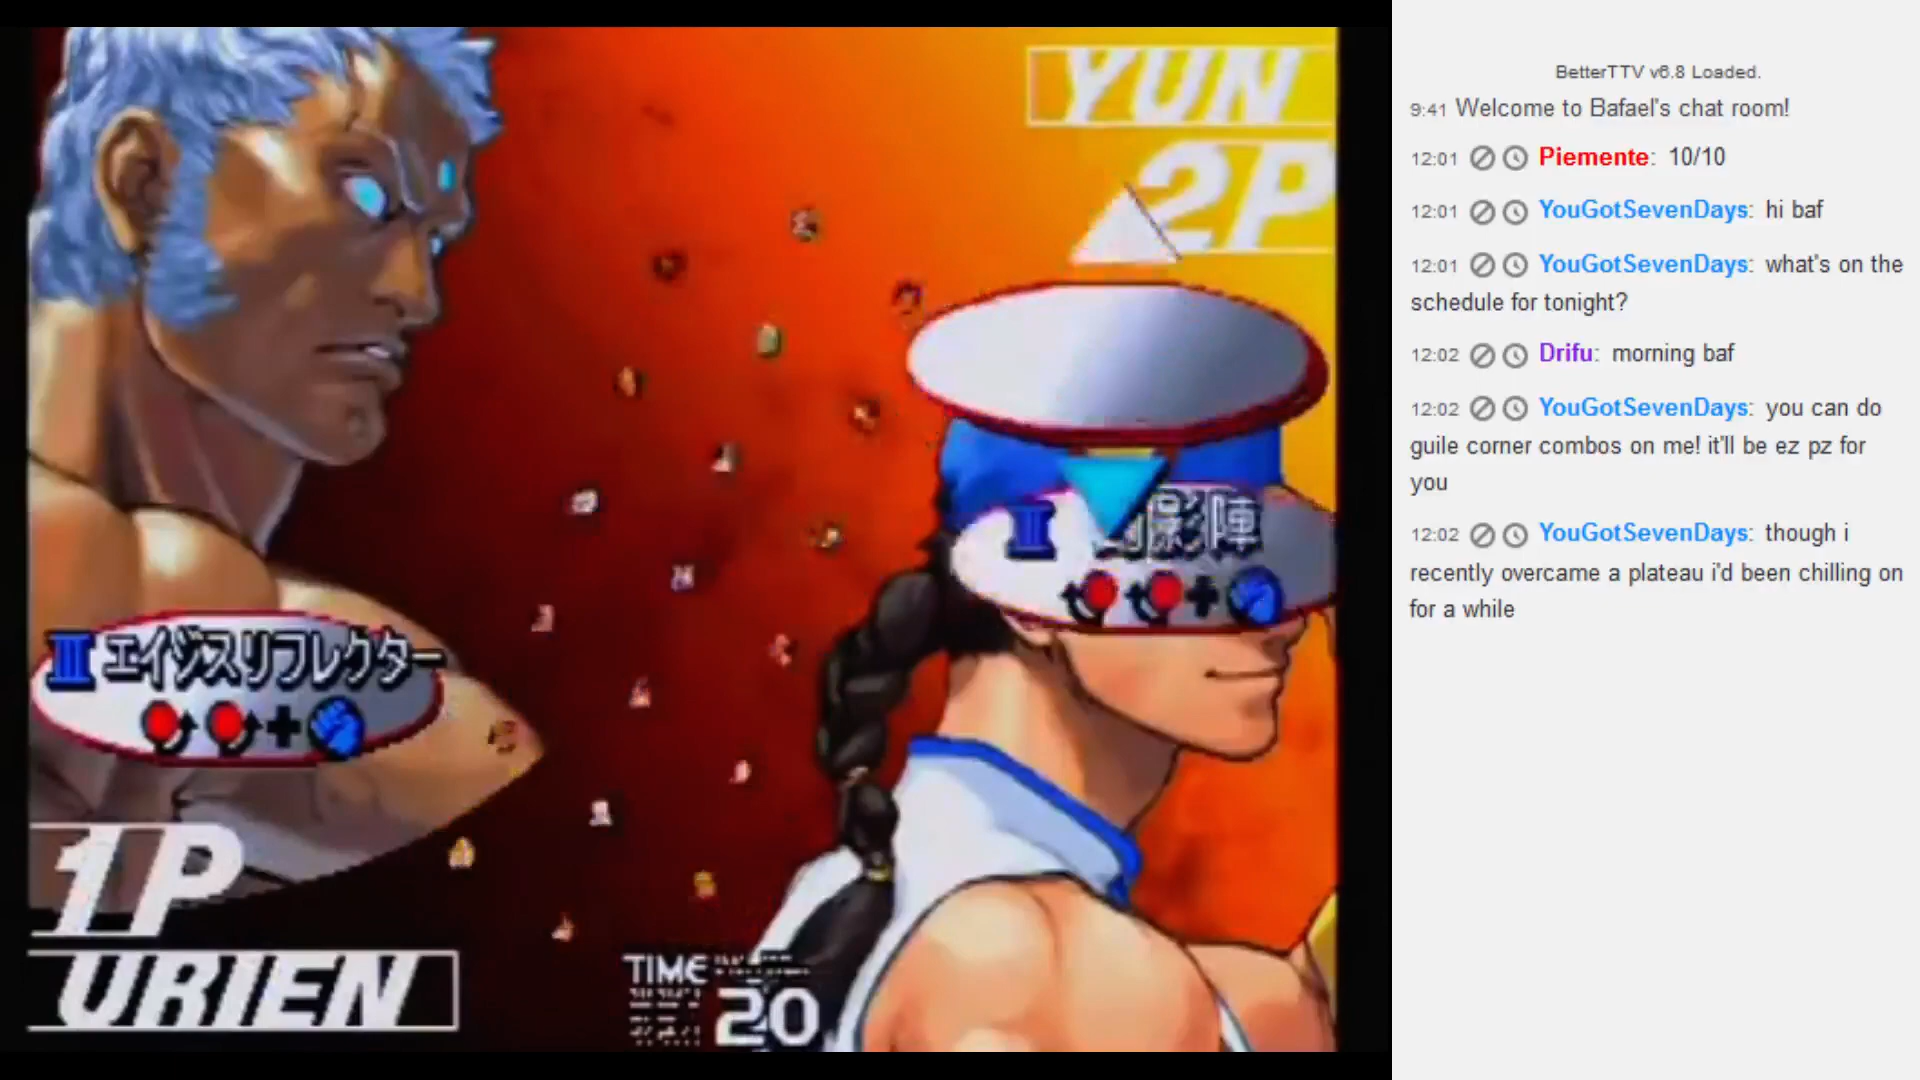 YUN
2P
III
影陣
+
III エイジスリフレクター
+
1P
URIEN
TIME
20
BetterTTV v6.8 Loaded.
9:41 Welcome to Bafael's chat room!
12:01 Piemente: 10/10
12:01 YouGotSevenDays: hi baf
12:01 YouGotSevenDays: what's on the
schedule for tonight?
12:02 Drifu: morning baf
12:02 YouGotSevenDays: you can do
guile corner combos on me! it'll be ez pz for
you
12:02 YouGotSevenDays: though i
recently overcame a plateau i'd been chilling on
for a while